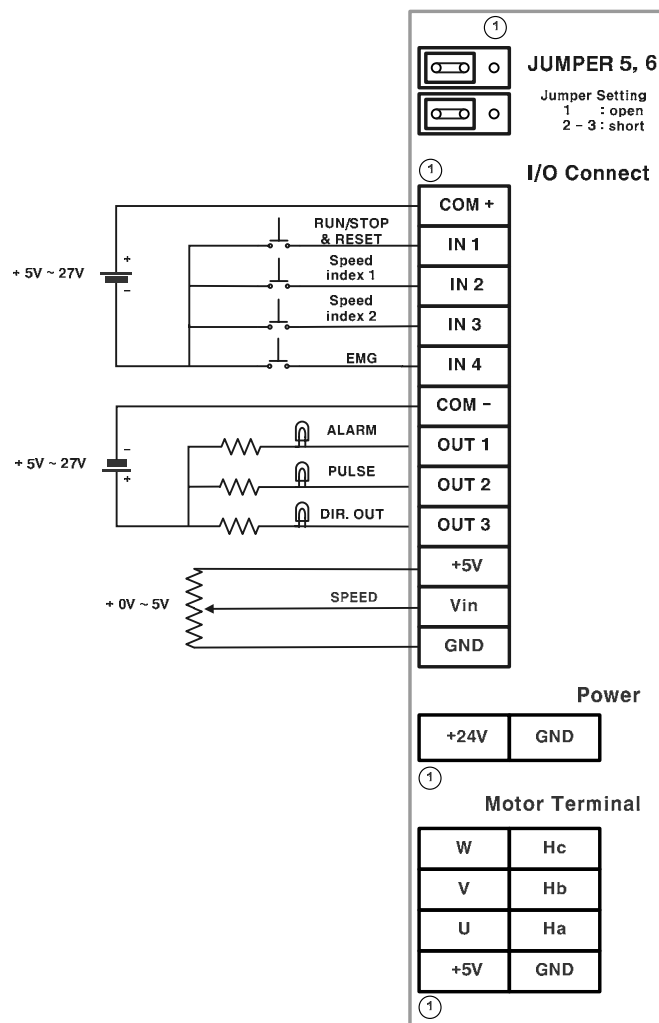 ①
JUMPER 5, 6
Jumper Setting
1 : open
2 – 3 : short
①
I/O Connect
COM +
RUN/STOP
& RESET
IN 1
+
+ 5V ~ 27V
–
Speed
index 1
IN 2
Speed
index 2
IN 3
EMG
IN 4
COM –
–
+ 5V ~ 27V
+
ALARM
OUT 1
PULSE
OUT 2
DIR. OUT
OUT 3
+5V
+ 0V ~ 5V
SPEED
Vin
GND
Power
+24V GND
①
Motor Terminal
W Hc
V Hb
U Ha
+5V GND
①